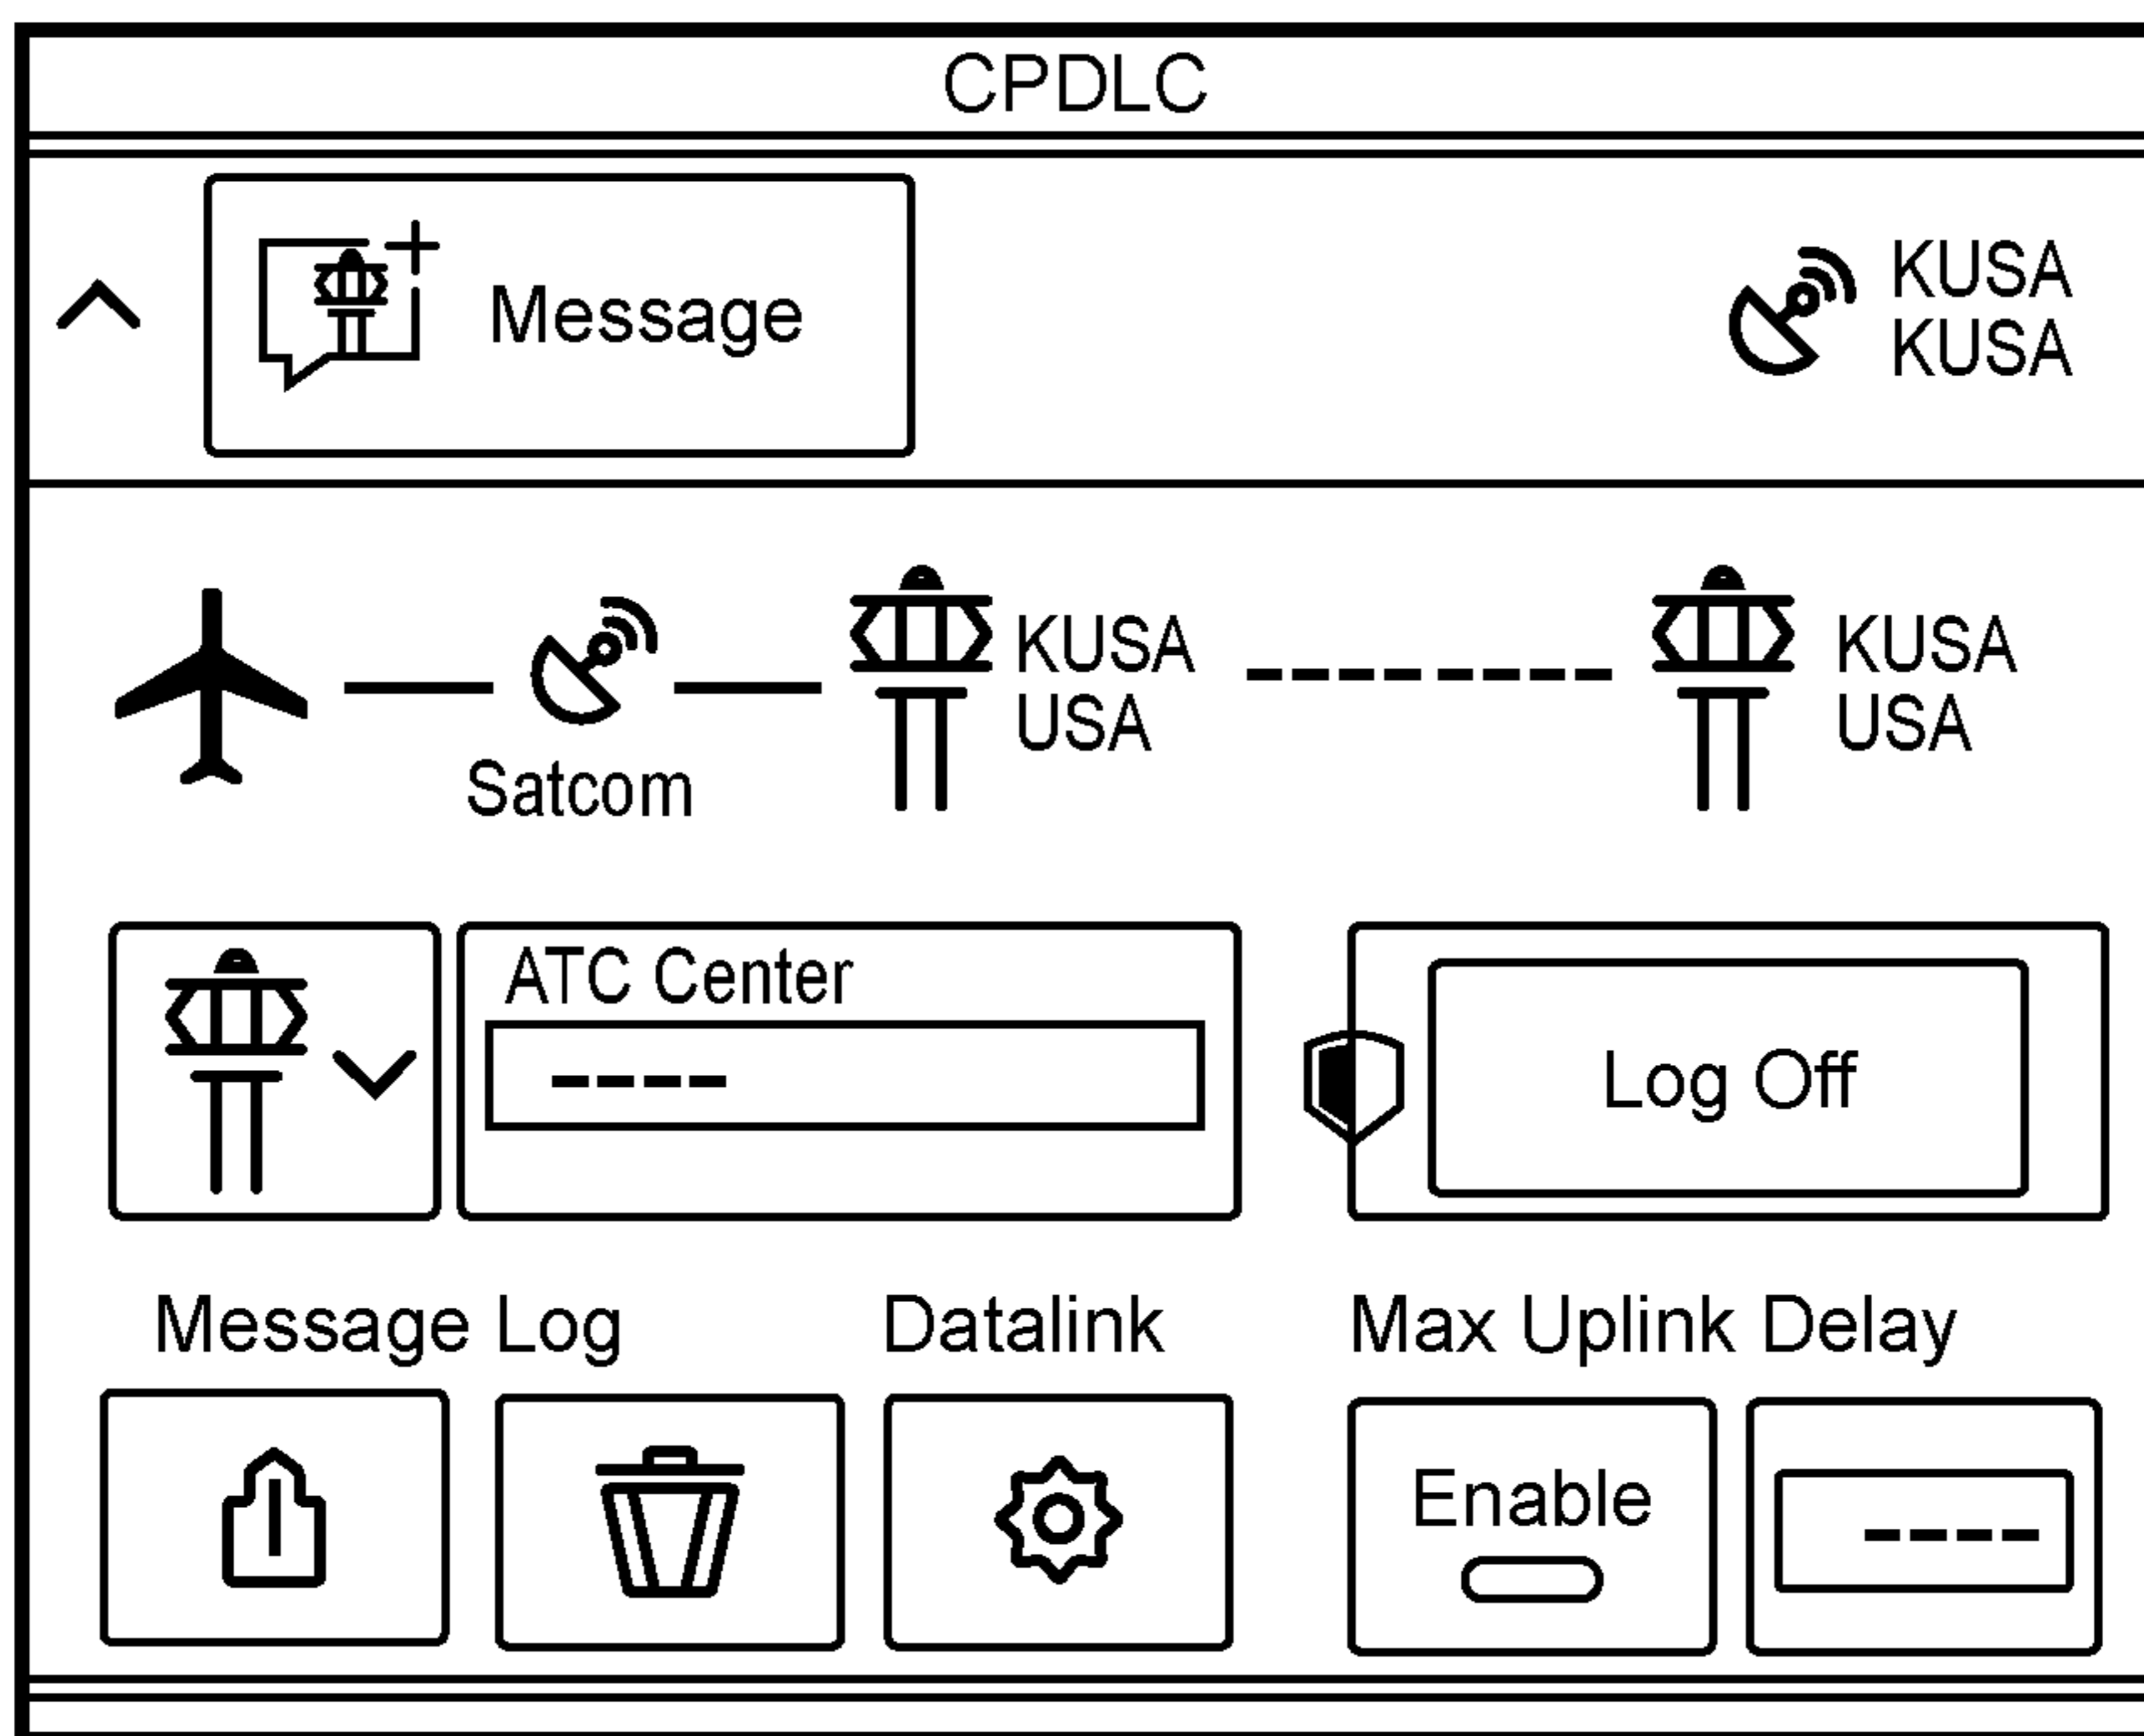 CPDLC
Message
KUSA
KUSA
KUSA
USA
KUSA
USA
Satcom
ATC Center
----
Log Off
Message Log
Datalink
Max Uplink Delay
Enable
----